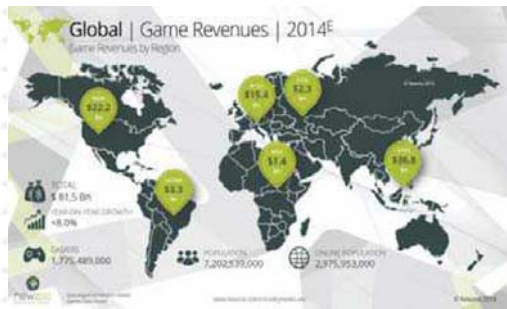 Global | Game Revenues | 2014E
Game Revenues by Region
$22.2
Bn
$15.4
Bn
$2.3
Bn
$1.4
Bn
$3.3
Bn
$36.8
Bn
TOTAL
$ 81,5 Bn
YEAR-ON-YEAR GROWTH
+8.0%
GAMERS
1,775,489,000
POPULATION
7,202,539,000
ONLINE POPULATION
2,975,953,000
newzoo
© Newzoo 2014